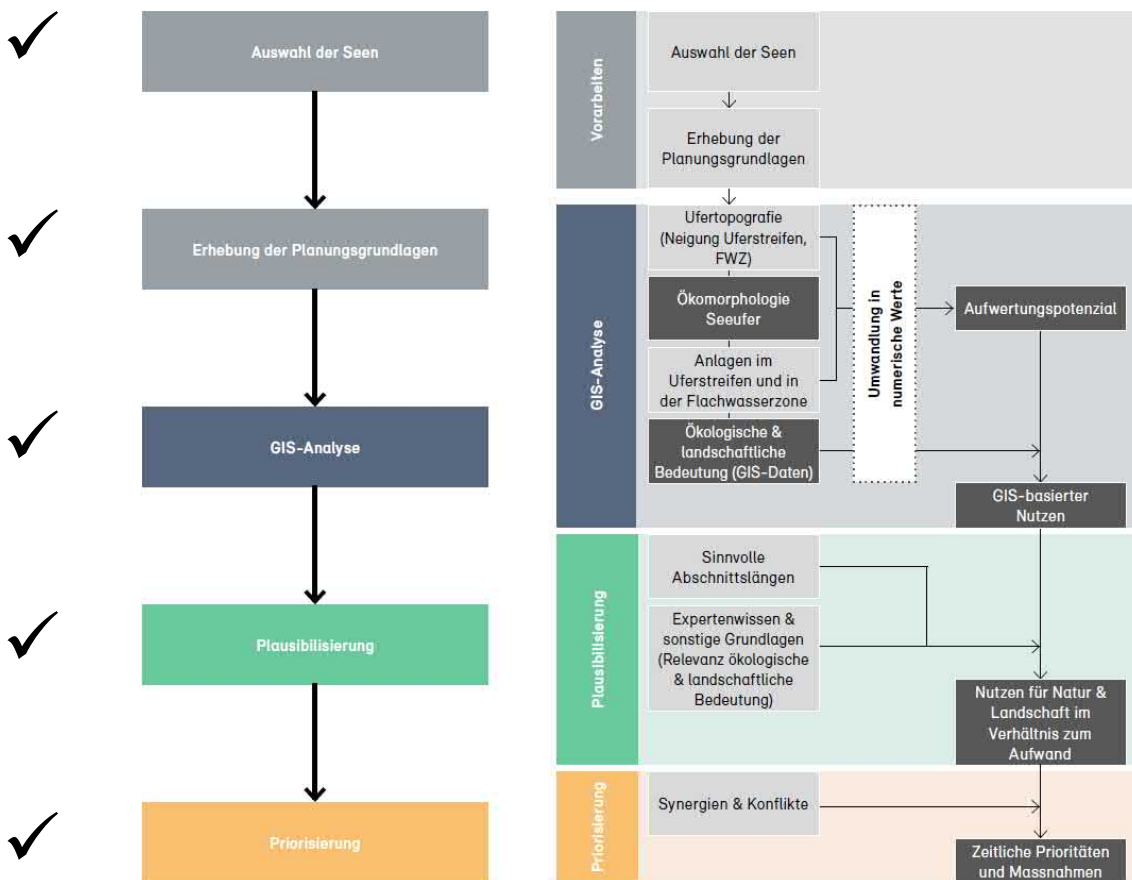 Auswahl der Seen
Erhebung der Planungsgrundlagen
GIS-Analyse
Plausibilisierung
Priorisierung
Vorarbeiten
Auswahl der Seen
Erhebung der
Planungsgrundlagen
GIS-Analyse
Ufertopografie
(Neigung Uferstreifen,
FWZ)
Ökomorphologie
Seeufer
Anlagen im
Uferstreifen und in
der Flachwasserzone
Ökologische &
landschaftliche
Bedeutung (GIS-Daten)
Umwandlung in
numerische Werte
Aufwertungspotenzial
GIS-basierter
Nutzen
Plausibilisierung
Sinnvolle
Abschnittslängen
Expertenwissen &
sonstige Grundlagen
(Relevanz ökologische
& landschaftliche
Bedeutung)
Nutzen für Natur &
Landschaft im
Verhältnis zum
Aufwand
Priorisierung
Synergien & Konflikte
Zeitliche Prioritäten
und Massnahmen